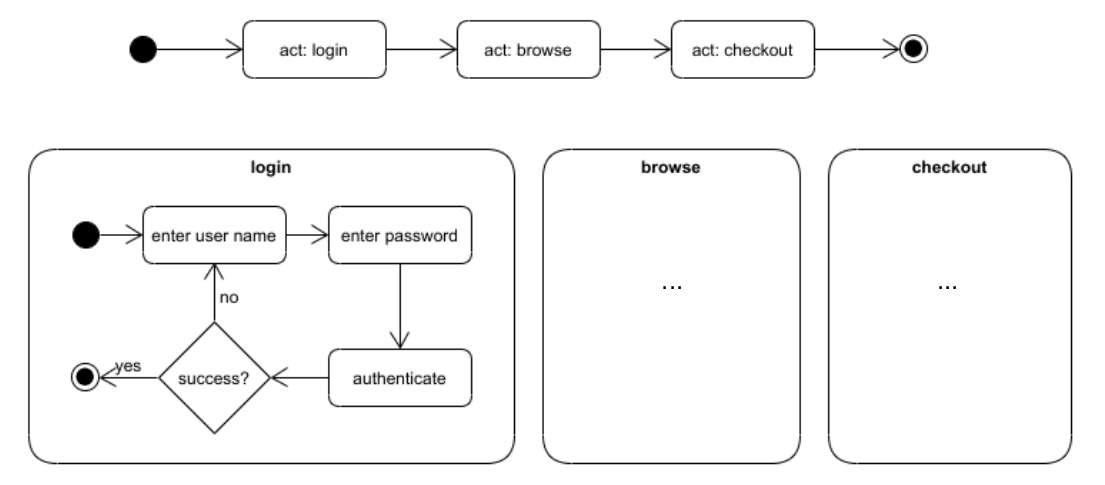 act: login
act: browse
act: checkout
login
browse
checkout
enter user name
enter password
no
...
...
yes
success?
authenticate